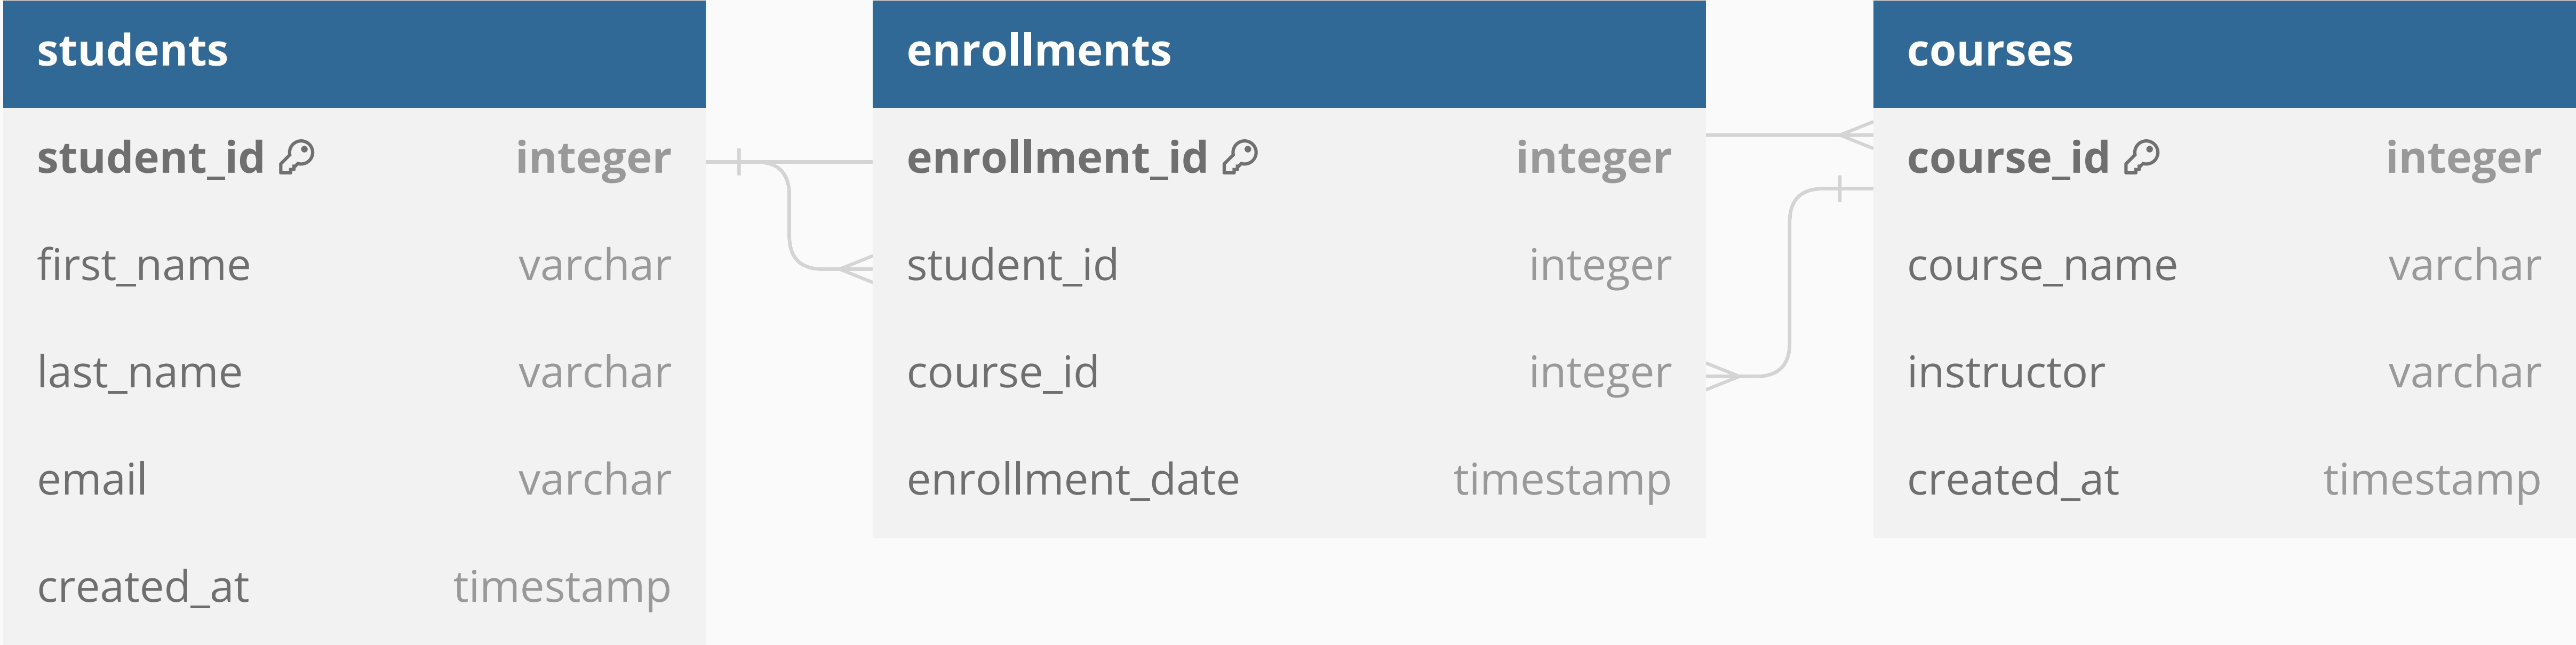 students
student_id integer
first_name varchar
last_name varchar
email varchar
created_at timestamp
enrollments
enrollment_id integer
student_id integer
course_id integer
enrollment_date timestamp
courses
course_id integer
course_name varchar
instructor varchar
created_at timestamp